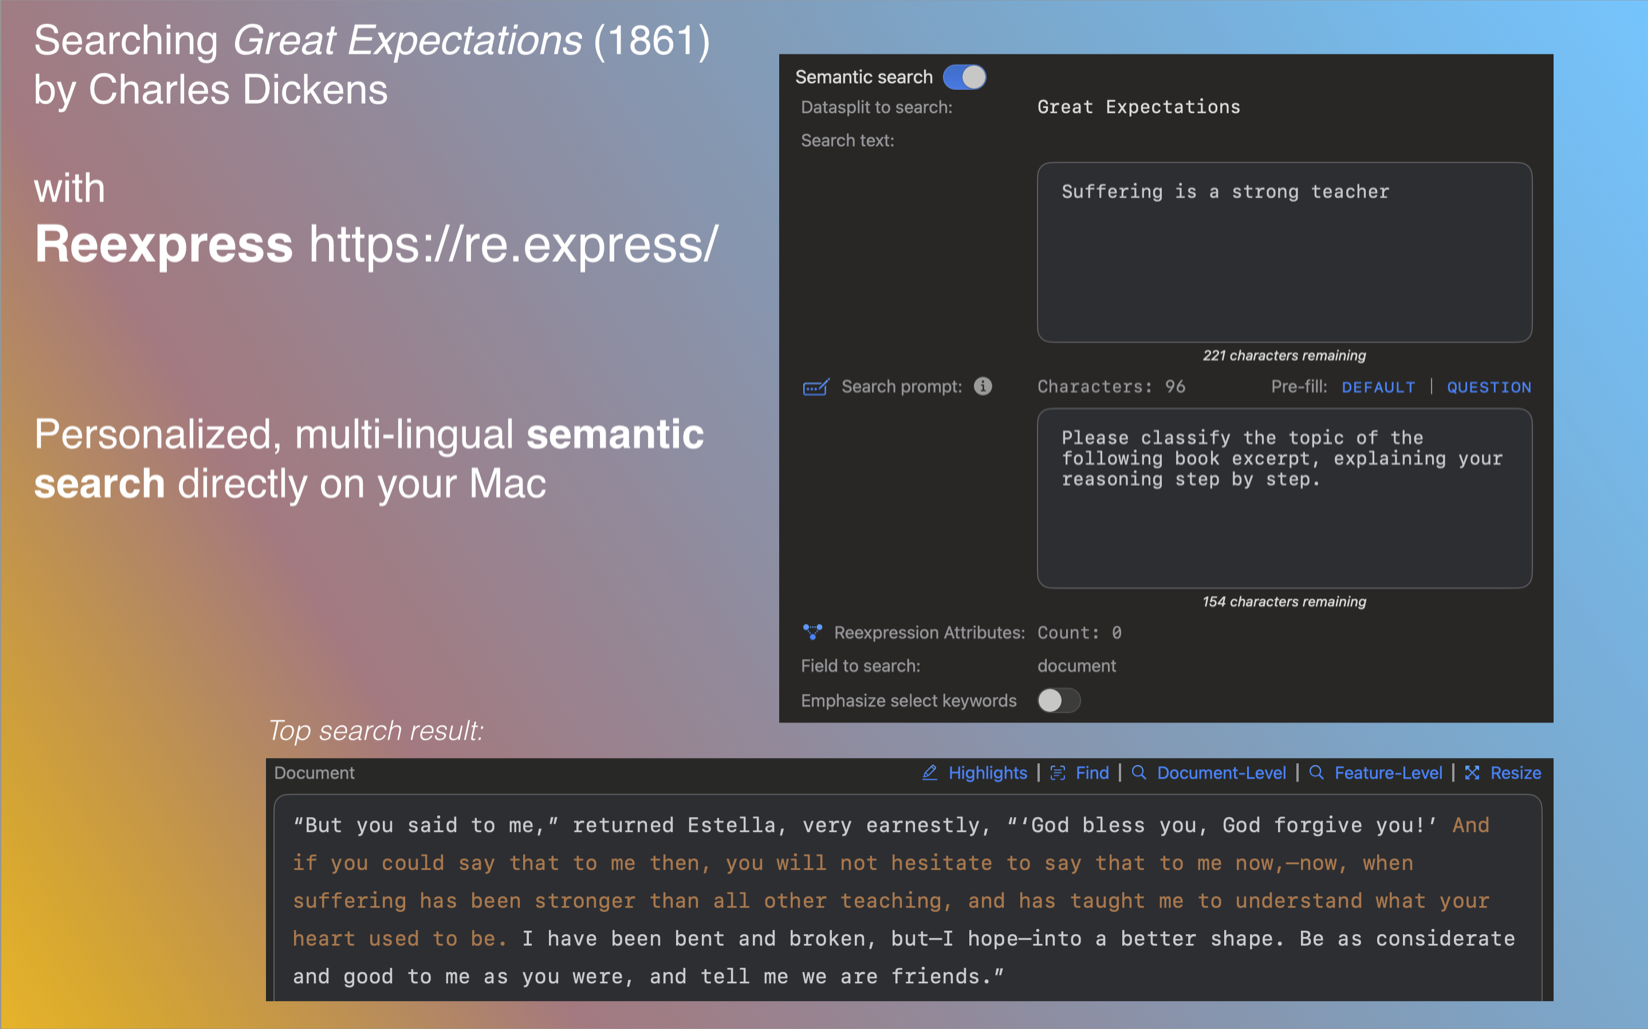 Searching Great Expectations (1861)
by Charles Dickens
with
Reexpress https://re.express/
Personalized, multi-lingual semantic
search directly on your Mac
Semantic search
Datasplit to search: Great Expectations
Search text:
Suffering is a strong teacher
221 characters remaining
Search prompt: Characters: 96 Pre-fill: DEFAULT | QUESTION
Please classify the topic of the
following book excerpt, explaining your
reasoning step by step.
154 characters remaining
Reexpression Attributes: Count: 0
Field to search: document
Emphasize select keywords
Top search result:
Document Highlights | Find | Document-Level | Feature-Level | Resize
“But you said to me,” returned Estella, very earnestly, “‘God bless you, God forgive you!’ And
if you could say that to me then, you will not hesitate to say that to me now,—now, when
suffering has been stronger than all other teaching, and has taught me to understand what your
heart used to be. I have been bent and broken, but—I hope—into a better shape. Be as considerate
and good to me as you were, and tell me we are friends.”